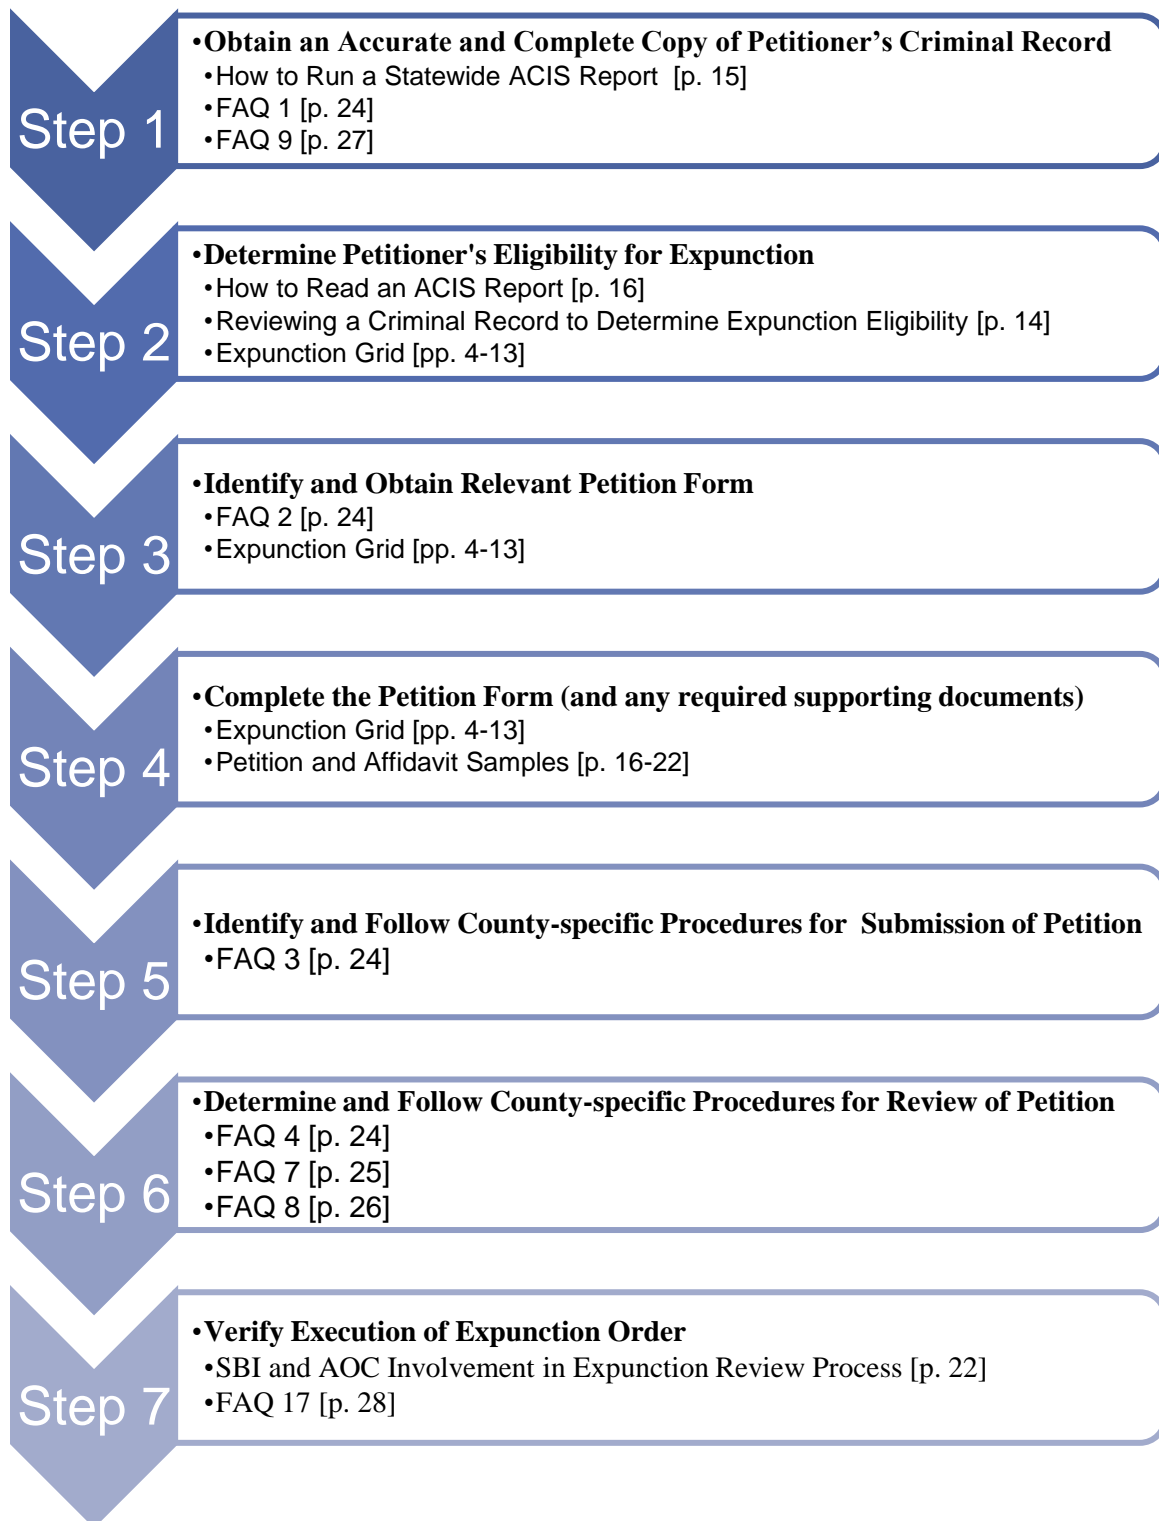 Step 1
•Obtain an Accurate and Complete Copy of Petitioner’s Criminal Record
•How to Run a Statewide ACIS Report [p. 15]
•FAQ 1 [p. 24]
•FAQ 9 [p. 27]
Step 2
•Determine Petitioner's Eligibility for Expunction
•How to Read an ACIS Report [p. 16]
•Reviewing a Criminal Record to Determine Expunction Eligibility [p. 14]
•Expunction Grid [pp. 4-13]
Step 3
•Identify and Obtain Relevant Petition Form
•FAQ 2 [p. 24]
•Expunction Grid [pp. 4-13]
Step 4
•Complete the Petition Form (and any required supporting documents)
•Expunction Grid [pp. 4-13]
•Petition and Affidavit Samples [p. 16-22]
Step 5
•Identify and Follow County-specific Procedures for Submission of Petition
•FAQ 3 [p. 24]
Step 6
•Determine and Follow County-specific Procedures for Review of Petition
•FAQ 4 [p. 24]
•FAQ 7 [p. 25]
•FAQ 8 [p. 26]
Step 7
•Verify Execution of Expunction Order
•SBI and AOC Involvement in Expunction Review Process [p. 22]
•FAQ 17 [p. 28]